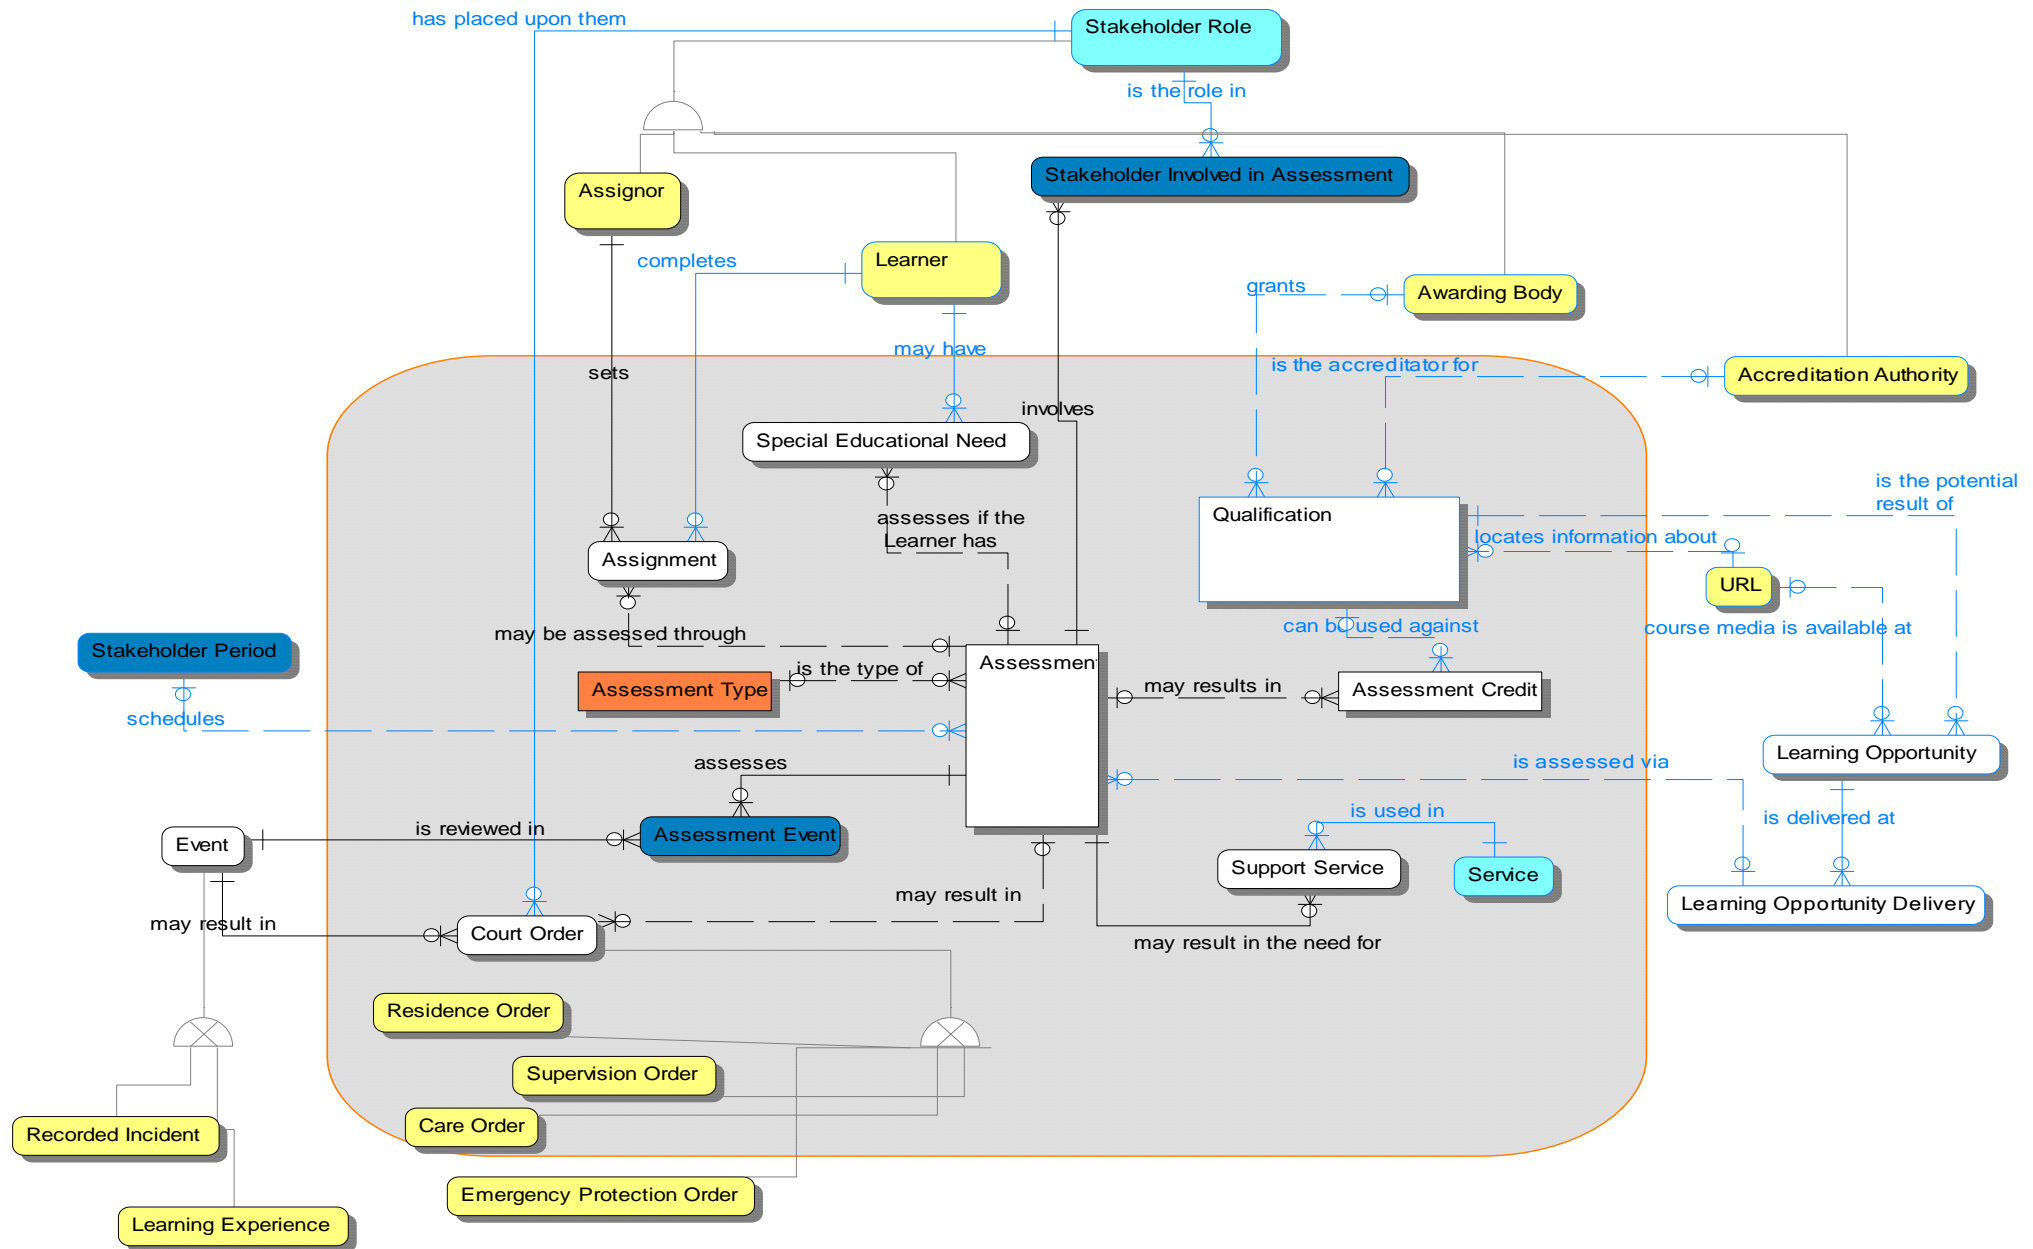 has placed upon them
Stakeholder Role
is the role in
Stakeholder Involved in Assessment
Assignor
Learner
completes
grants
Awarding Body
may have
is the accreditator for
Accreditation Authority
sets
involves
Special Educational Need
is the potential
result of
assesses if the
Learner has
Qualification
locates information about
Assignment
URL
can be used against
course media is available at
may be assessed through
Stakeholder Period
Assessment
is the type of
Assessment Type
may results in
Assessment Credit
schedules
Learning Opportunity
assesses
is assessed via
is used in
is delivered at
is reviewed in
Assessment Event
Event
Support Service
Service
may result in
Learning Opportunity Delivery
may result in
Court Order
may result in the need for
Residence Order
Supervision Order
Care Order
Recorded Incident
Emergency Protection Order
Learning Experience